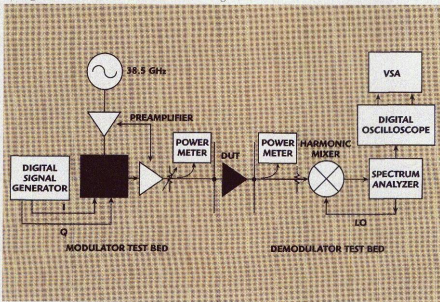 38.5 GHz
VSA
PREAMPLIFIER
DIGITAL
OSCILLOSCOPE
POWER
METER
DUT
POWER
METER
HARMONIC
MIXER
DIGITAL
SIGNAL
GENERATOR
SPECTRUM
ANALYZER
I
Q
LO
MODULATOR TEST BED
DEMODULATOR TEST BED